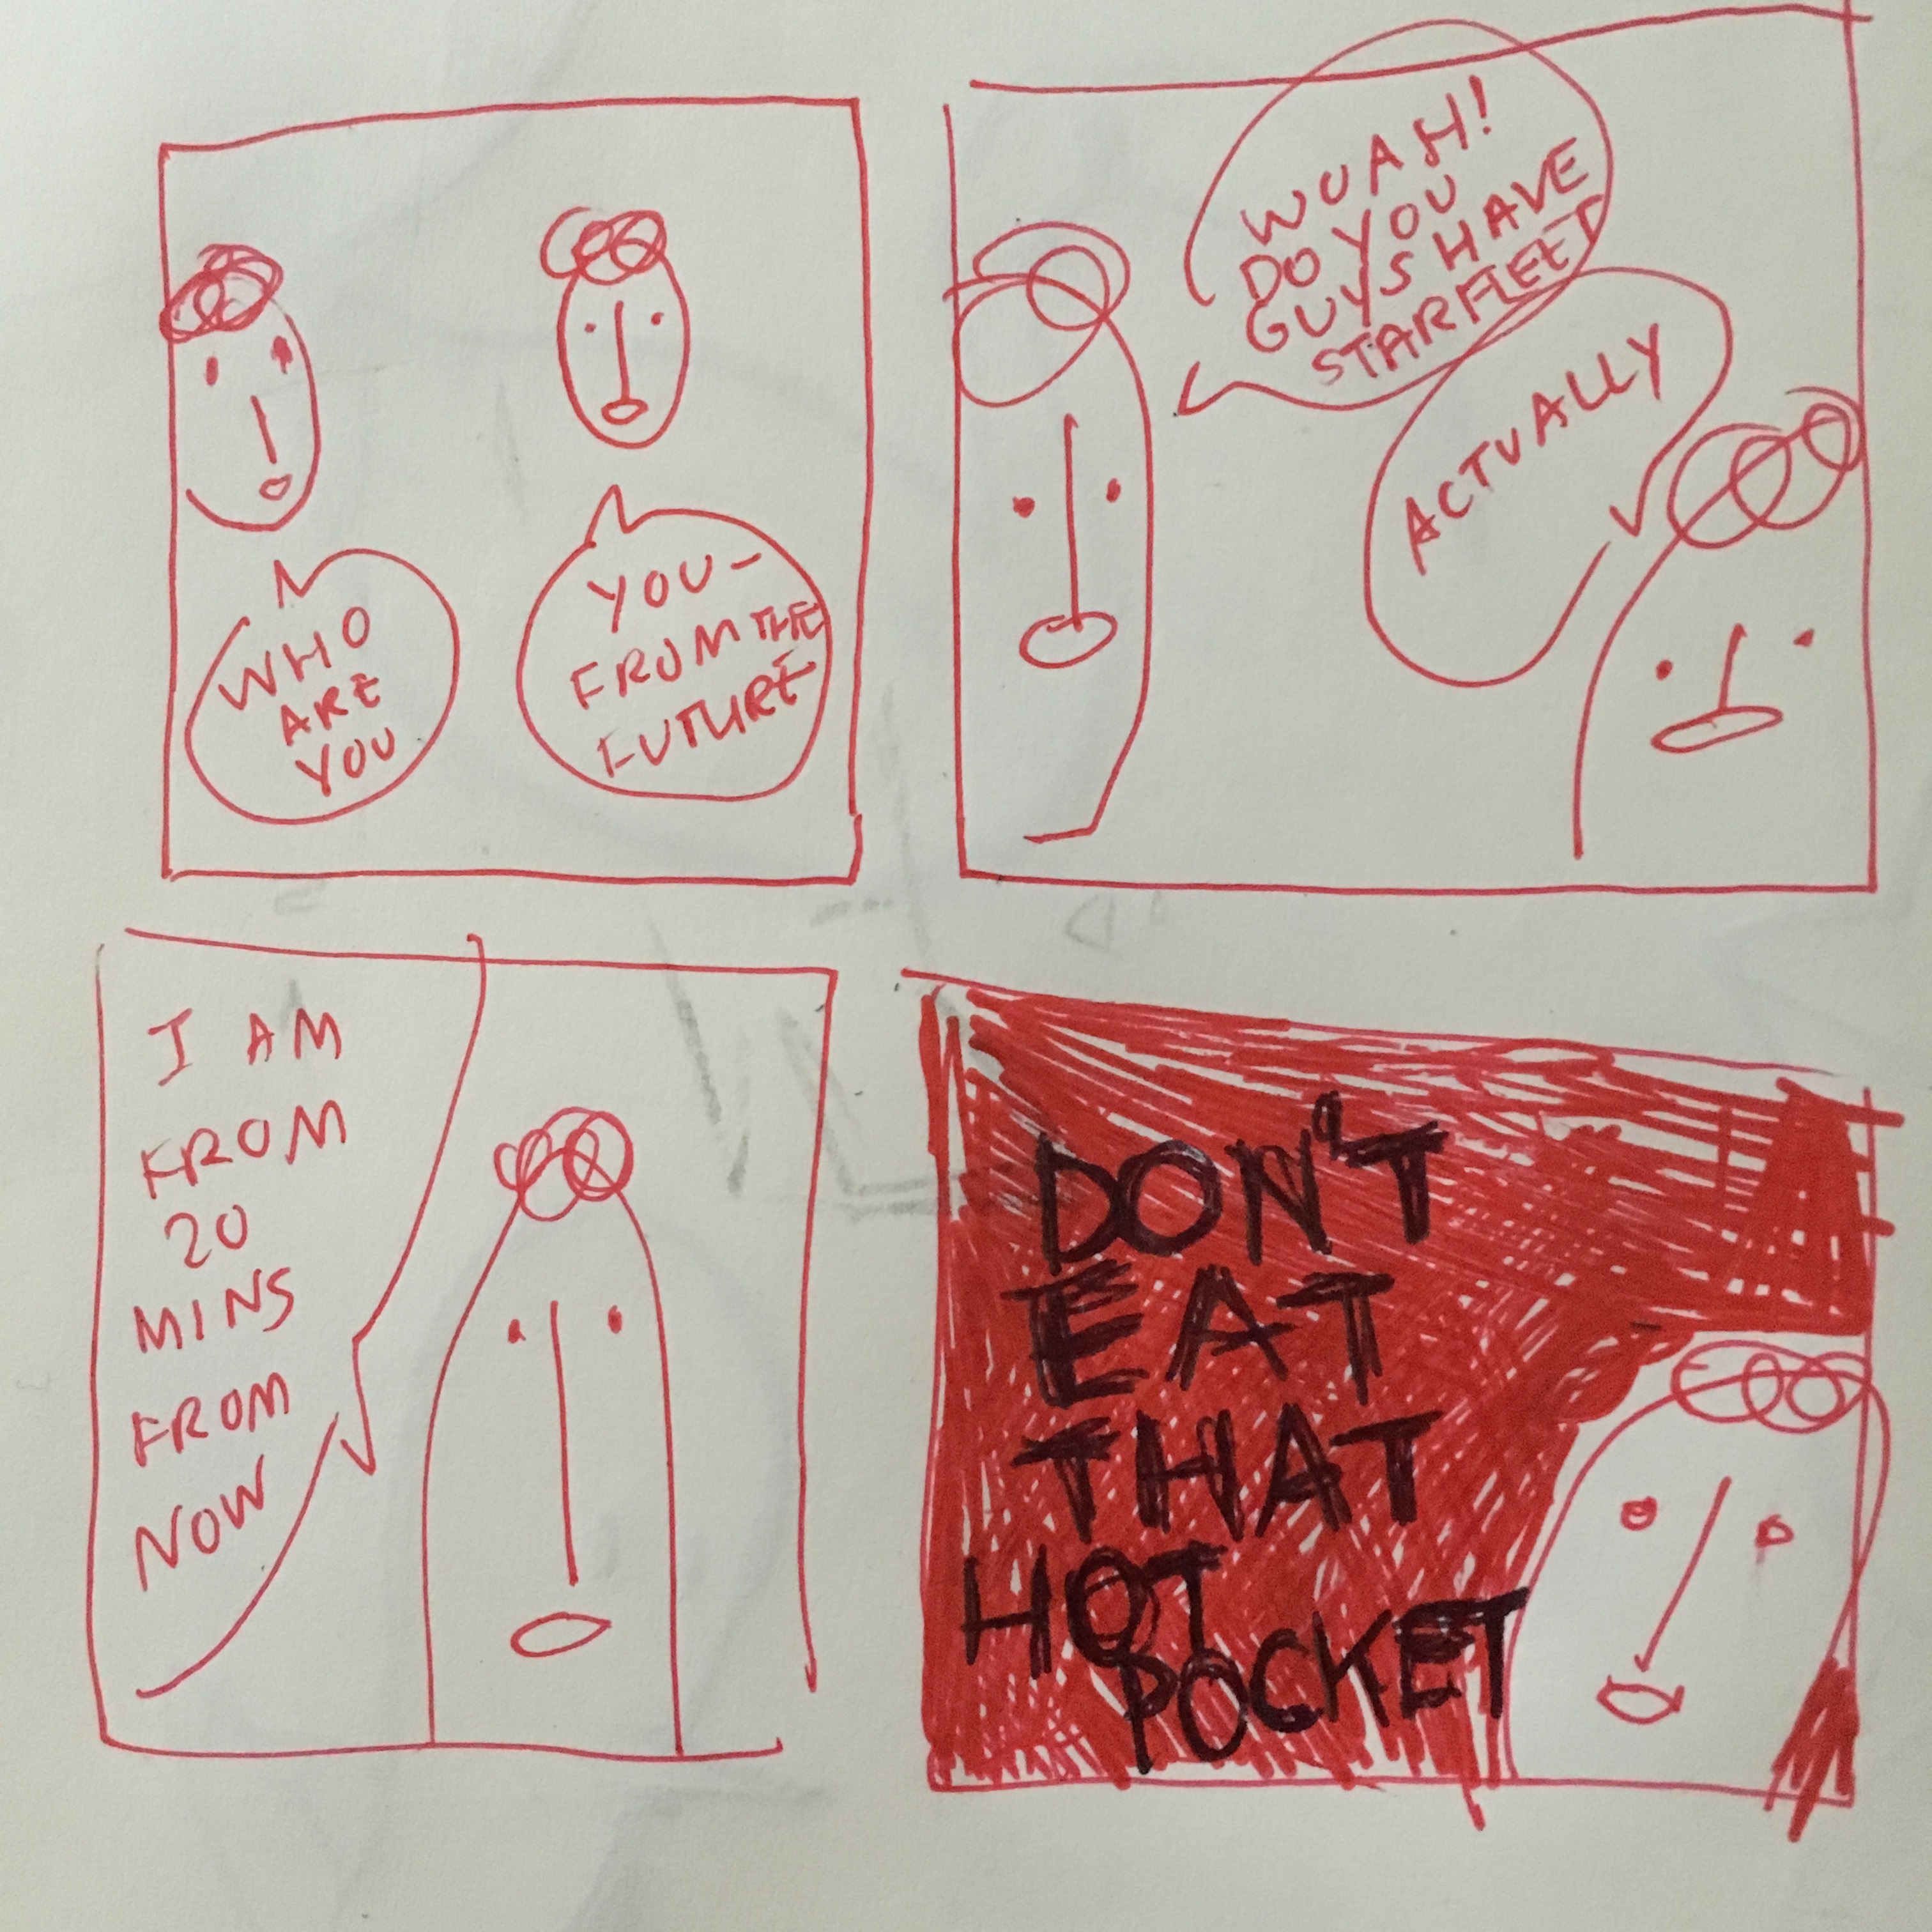 WHO
ARE
YOU
YOU-
FROM THE
FUTURE
WUAH!
DO YOU
GUYS HAVE
STARFLEET
ACTUALLY
I AM
FROM
20
MINS
FROM
NOW
DON'T
EAT
THAT
HOT
POCKET